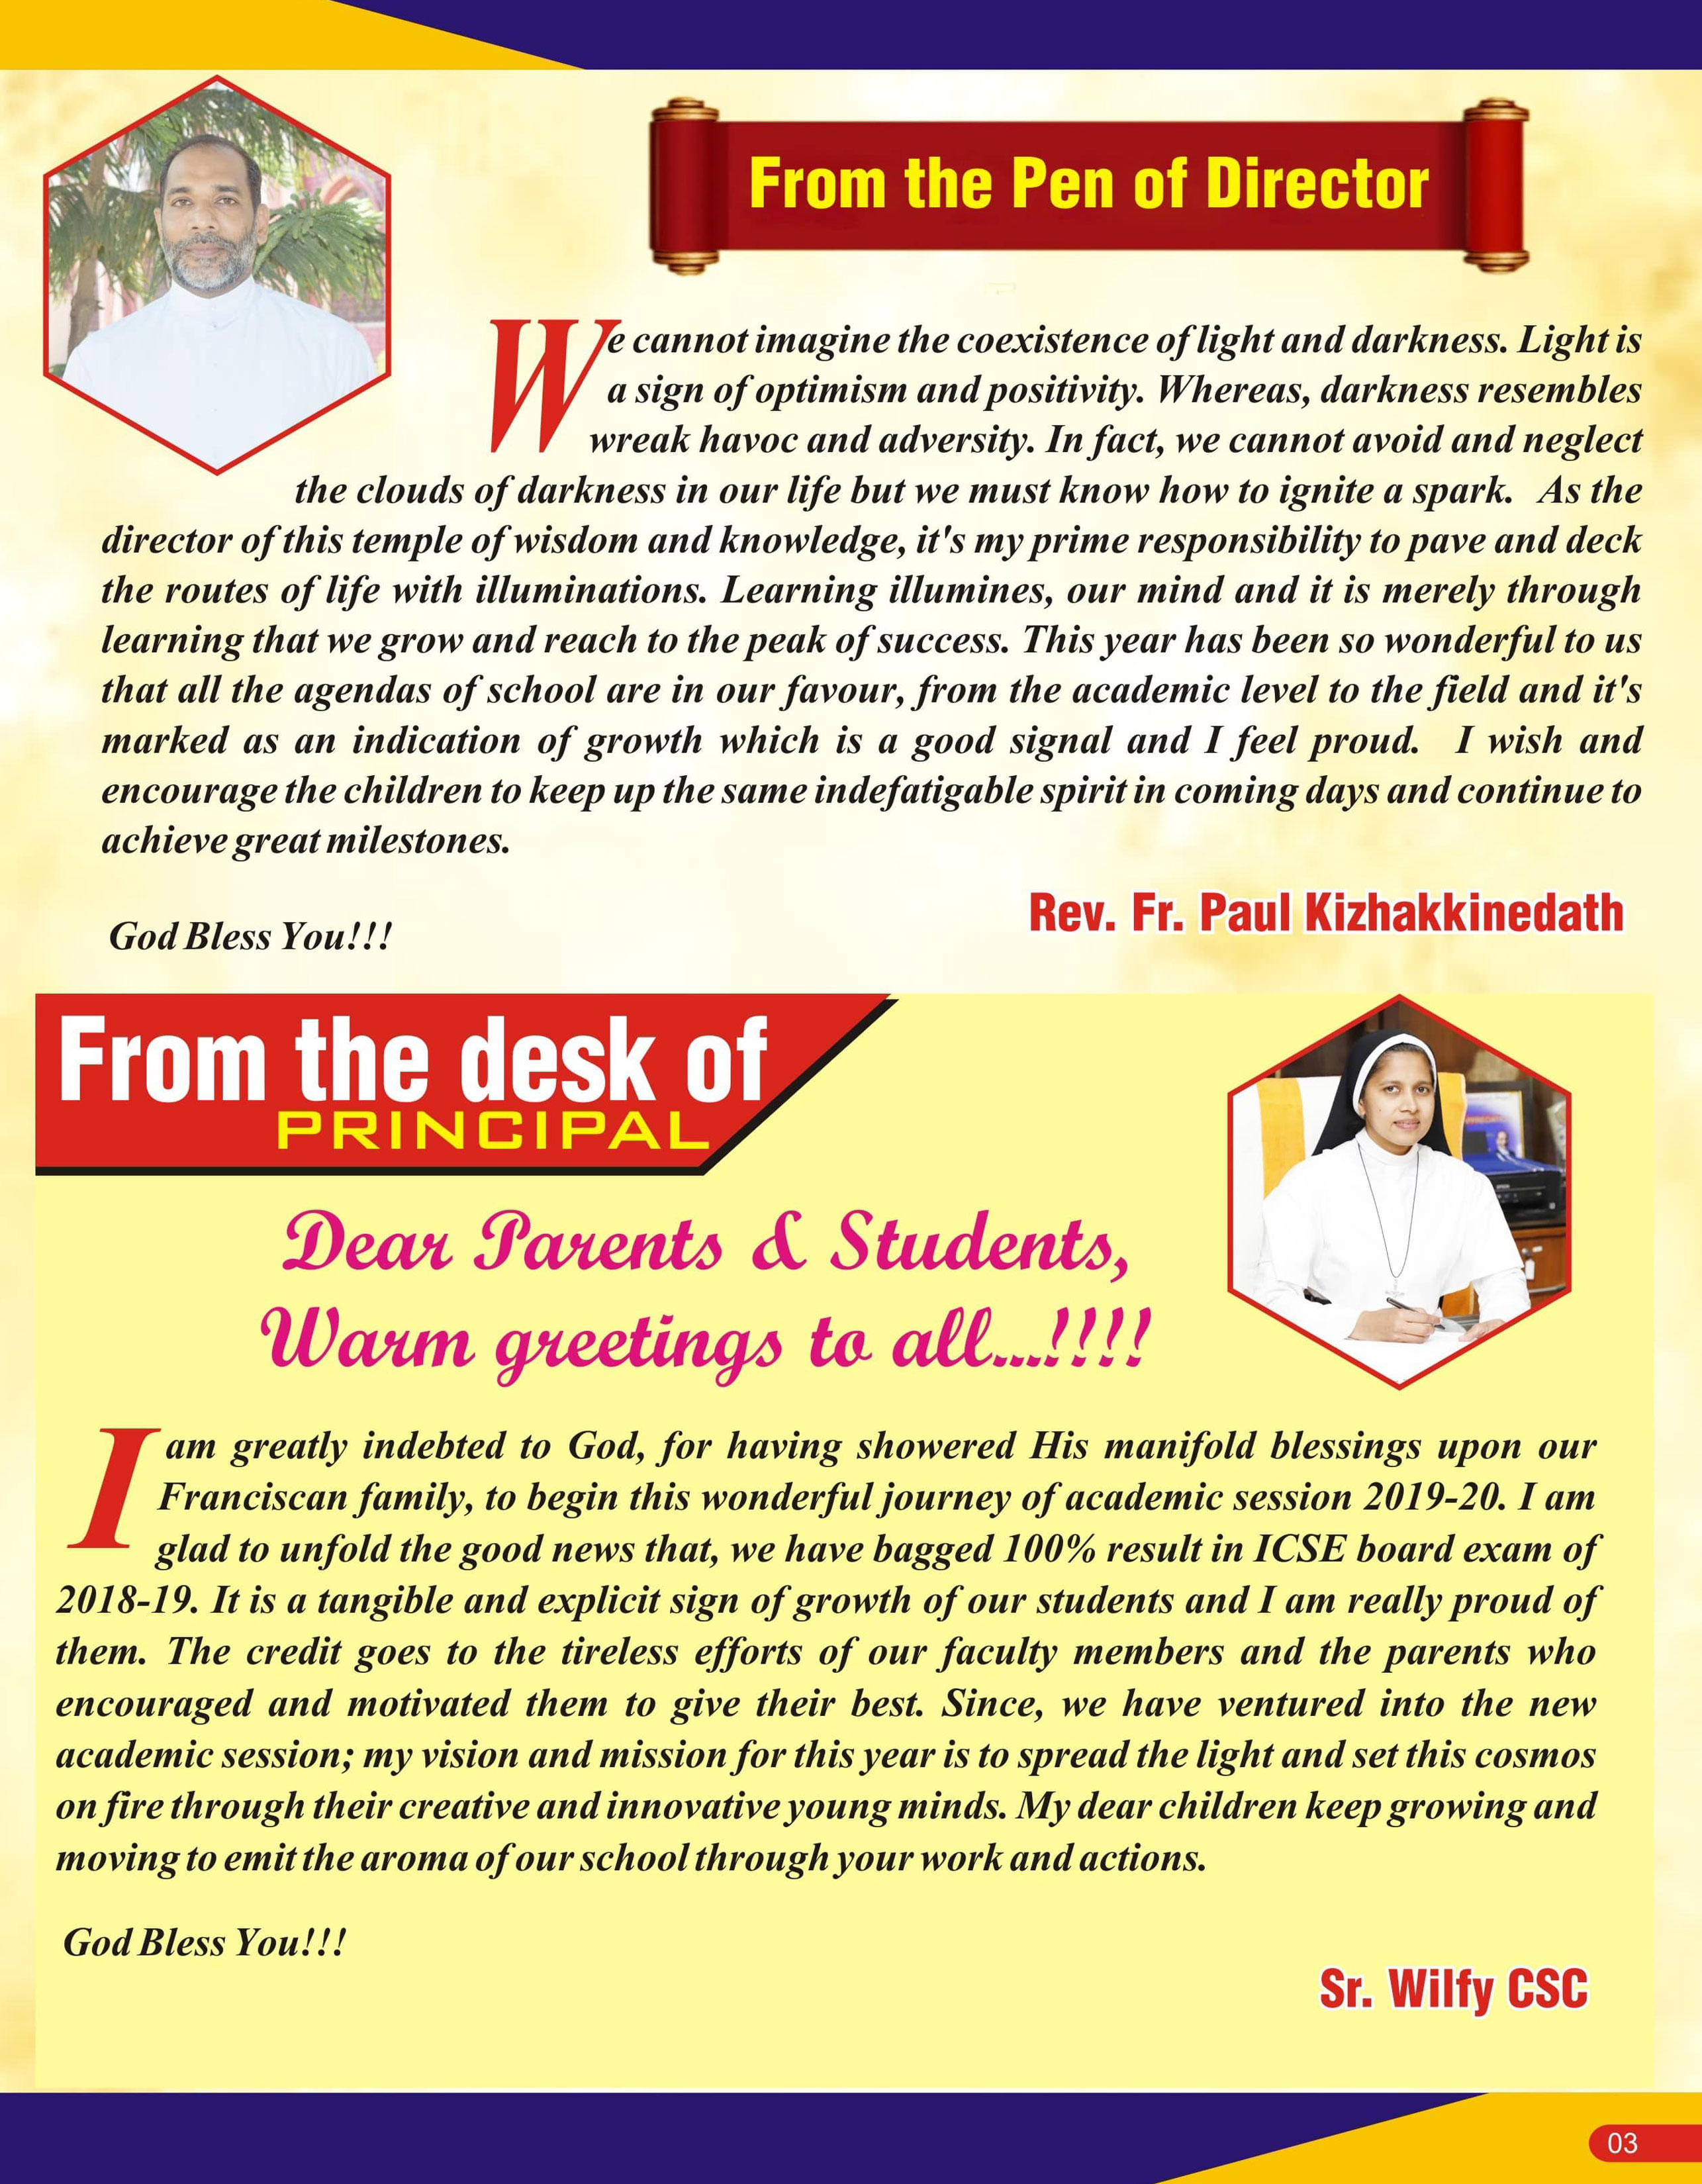 From the Pen of Director
We cannot imagine the coexistence of light and darkness. Light is
a sign of optimism and positivity. Whereas, darkness resembles
wreak havoc and adversity. In fact, we cannot avoid and neglect
the clouds of darkness in our life but we must know how to ignite a spark. As the
director of this temple of wisdom and knowledge, it's my prime responsibility to pave and deck
the routes of life with illuminations. Learning illumines, our mind and it is merely through
learning that we grow and reach to the peak of success. This year has been so wonderful to us
that all the agendas of school are in our favour, from the academic level to the field and it's
marked as an indication of growth which is a good signal and I feel proud. I wish and
encourage the children to keep up the same indefatigable spirit in coming days and continue to
achieve great milestones.
Rev. Fr. Paul Kizhakkinedath
God Bless You!!!
From the desk of
PRINCIPAL
Dear Parents & Students,
Warm greetings to all...!!!!
I am greatly indebted to God, for having showered His manifold blessings upon our
Franciscan family, to begin this wonderful journey of academic session 2019-20. I am
glad to unfold the good news that, we have bagged 100% result in ICSE board exam of
2018-19. It is a tangible and explicit sign of growth of our students and I am really proud of
them. The credit goes to the tireless efforts of our faculty members and the parents who
encouraged and motivated them to give their best. Since, we have ventured into the new
academic session; my vision and mission for this year is to spread the light and set this cosmos
on fire through their creative and innovative young minds. My dear children keep growing and
moving to emit the aroma of our school through your work and actions.
God Bless You!!!
Sr. Wilfy CSC
03